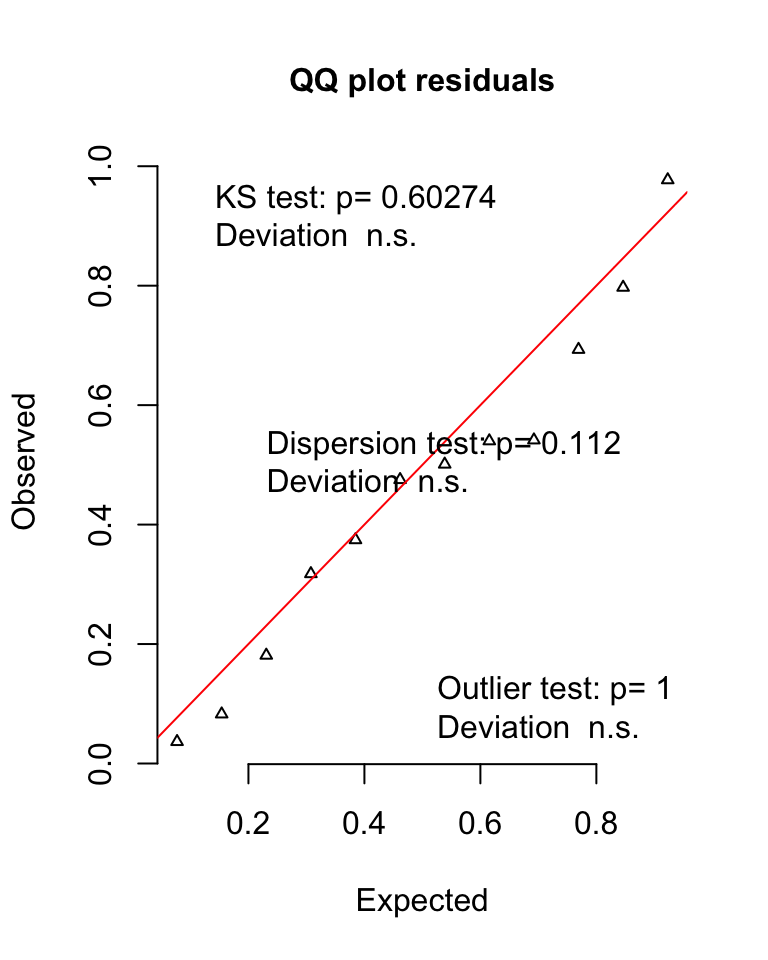 QQ plot residuals
KS test: p= 0.60274
Deviation  n.s.
Dispersion test: p= 0.112
Deviation  n.s.
Outlier test: p= 1
Deviation  n.s.
Observed
1.0
0.8
0.6
0.4
0.2
0.0
0.2 0.4 0.6 0.8
Expected